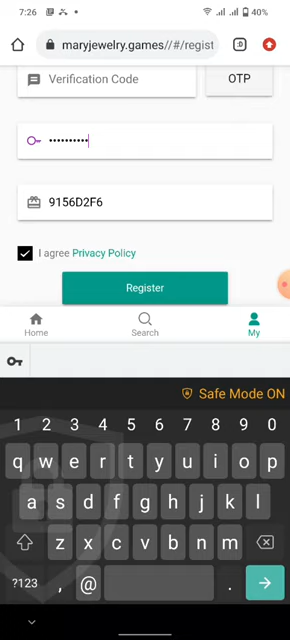 7:26
40%
maryjewelry.games//#/regist
:D
Verification Code
OTP
••••••••••
9156D2F6
I agree Privacy Policy
Register
Home
Search
My
Safe Mode ON
1 2 3 4 5 6 7 8 9 0
q w e r t y u i o p
a s d f g h j k l
z x c v b n m
?123 , @ .